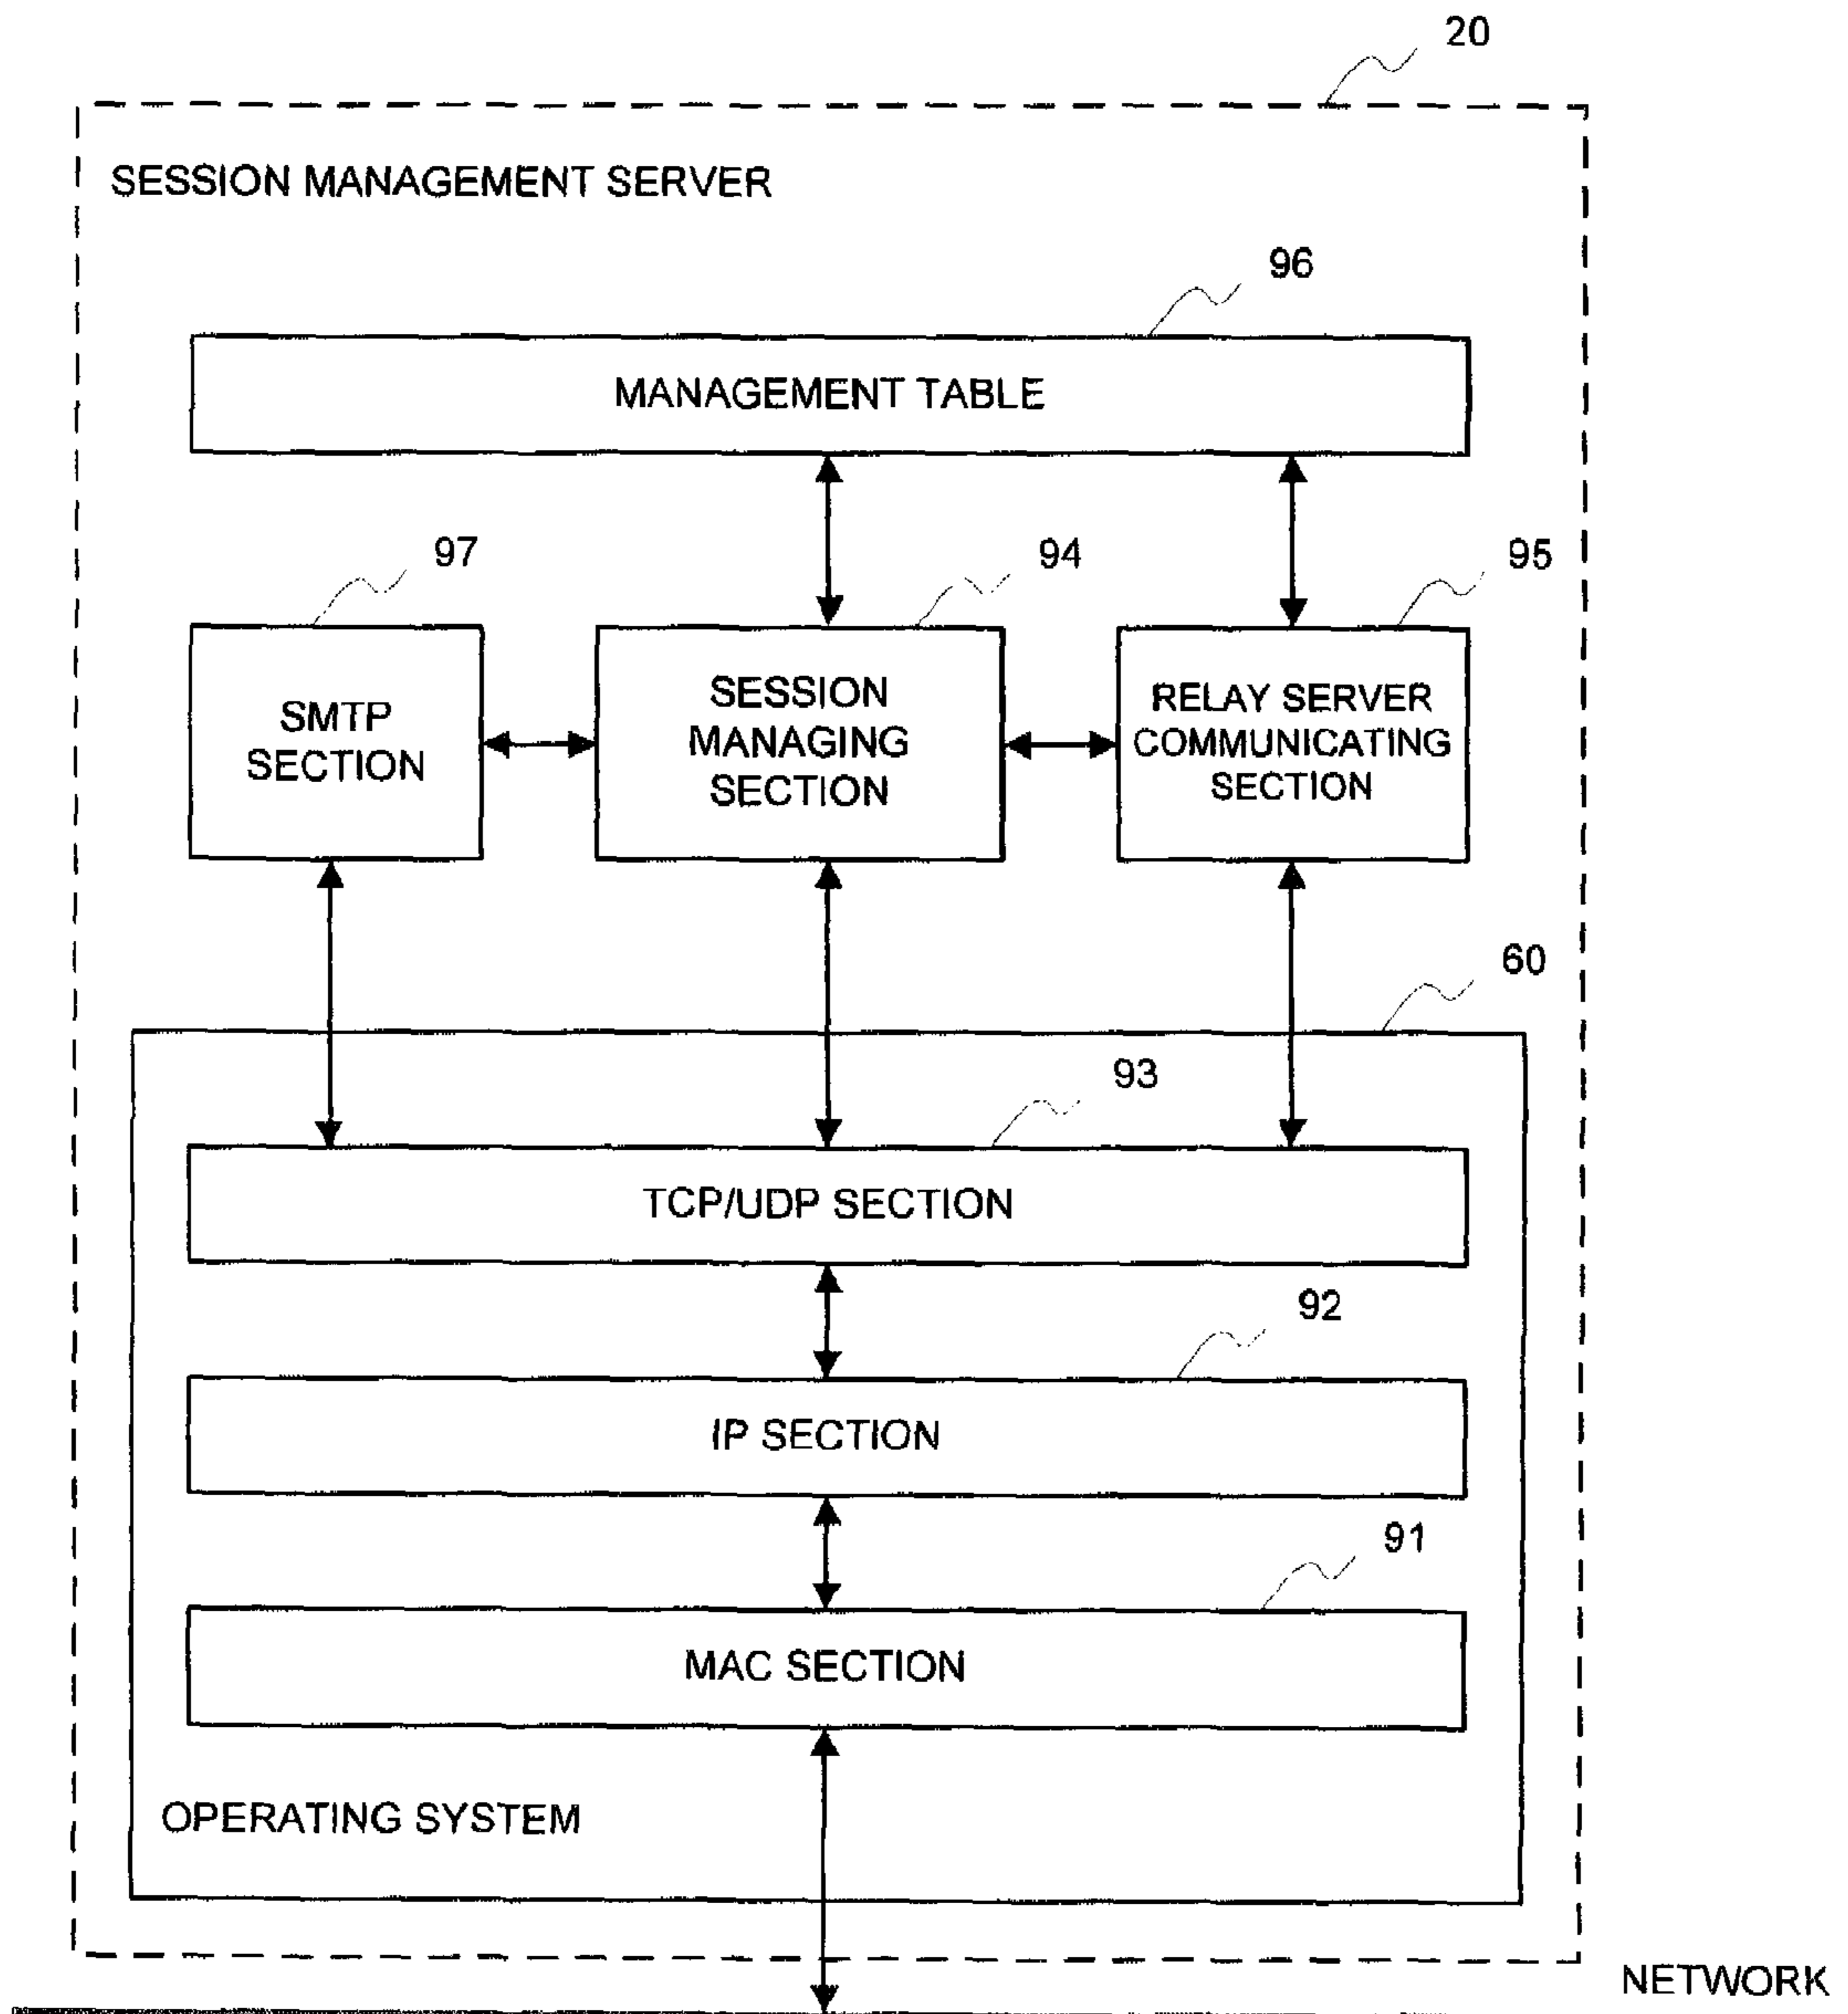 20
SESSION MANAGEMENT SERVER
96
MANAGEMENT TABLE
97
94
95
SMTP
SECTION
SESSION
MANAGING
SECTION
RELAY SERVER
COMMUNICATING
SECTION
60
93
TCP/UDP SECTION
92
IP SECTION
91
MAC SECTION
OPERATING SYSTEM
NETWORK